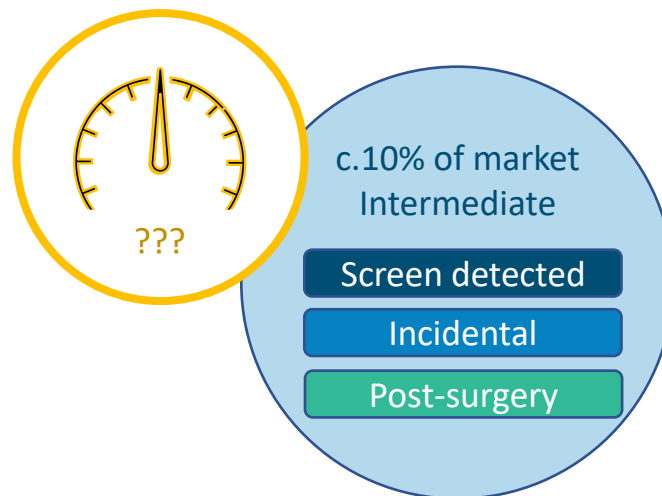 c.10% of market
Intermediate
???
Screen detected
Incidental
Post-surgery